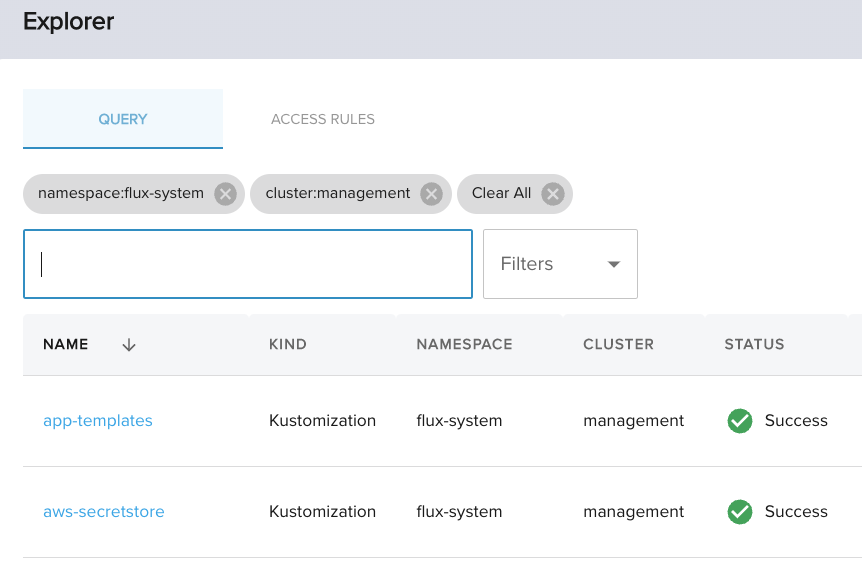 Explorer
QUERY ACCESS RULES
namespace:flux-system cluster:management Clear All
Filters
NAME KIND NAMESPACE CLUSTER STATUS
app-templates Kustomization flux-system management Success
aws-secretstore Kustomization flux-system management Success